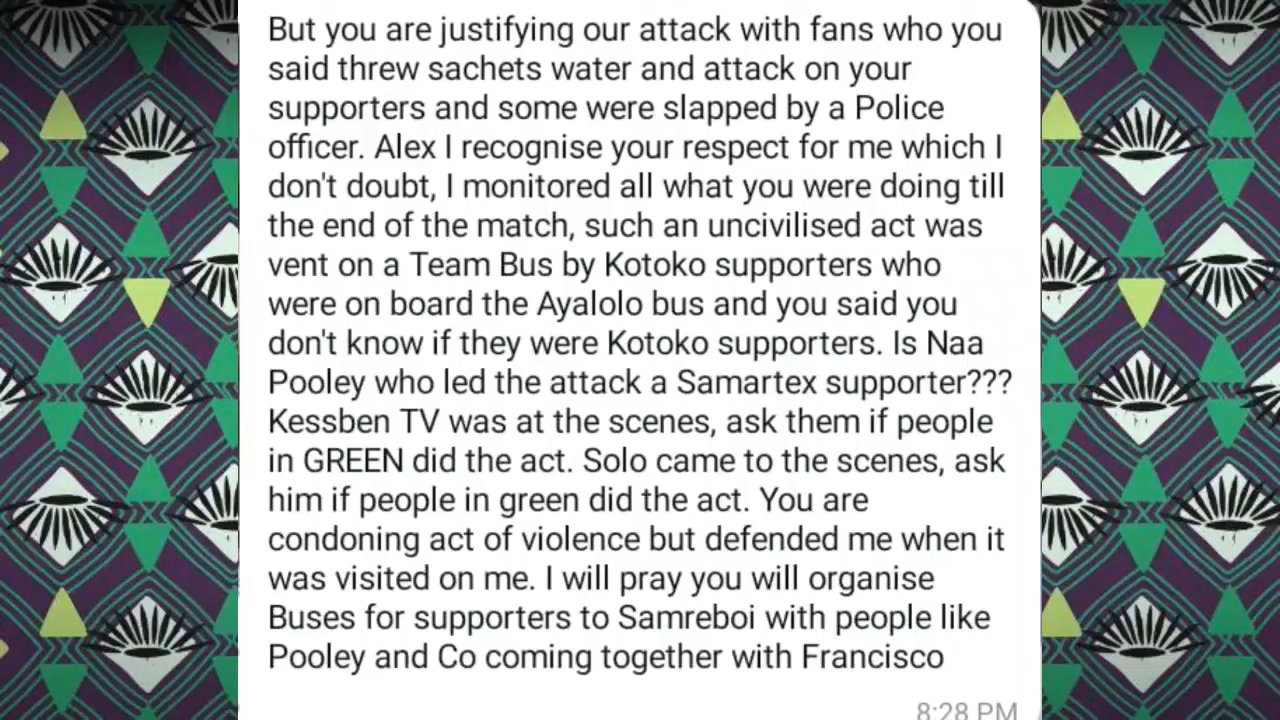 But you are justifying our attack with fans who you
said threw sachets water and attack on your
supporters and some were slapped by a Police
officer. Alex I recognise your respect for me which I
don't doubt, I monitored all what you were doing till
the end of the match, such an uncivilised act was
vent on a Team Bus by Kotoko supporters who
were on board the Ayalolo bus and you said you
don't know if they were Kotoko supporters. Is Naa
Pooley who led the attack a Samartex supporter???
Kessben TV was at the scenes, ask them if people
in GREEN did the act. Solo came to the scenes, ask
him if people in green did the act. You are
condoning act of violence but defended me when it
was visited on me. I will pray you will organise
Buses for supporters to Samreboi with people like
Pooley and Co coming together with Francisco
8:28 PM